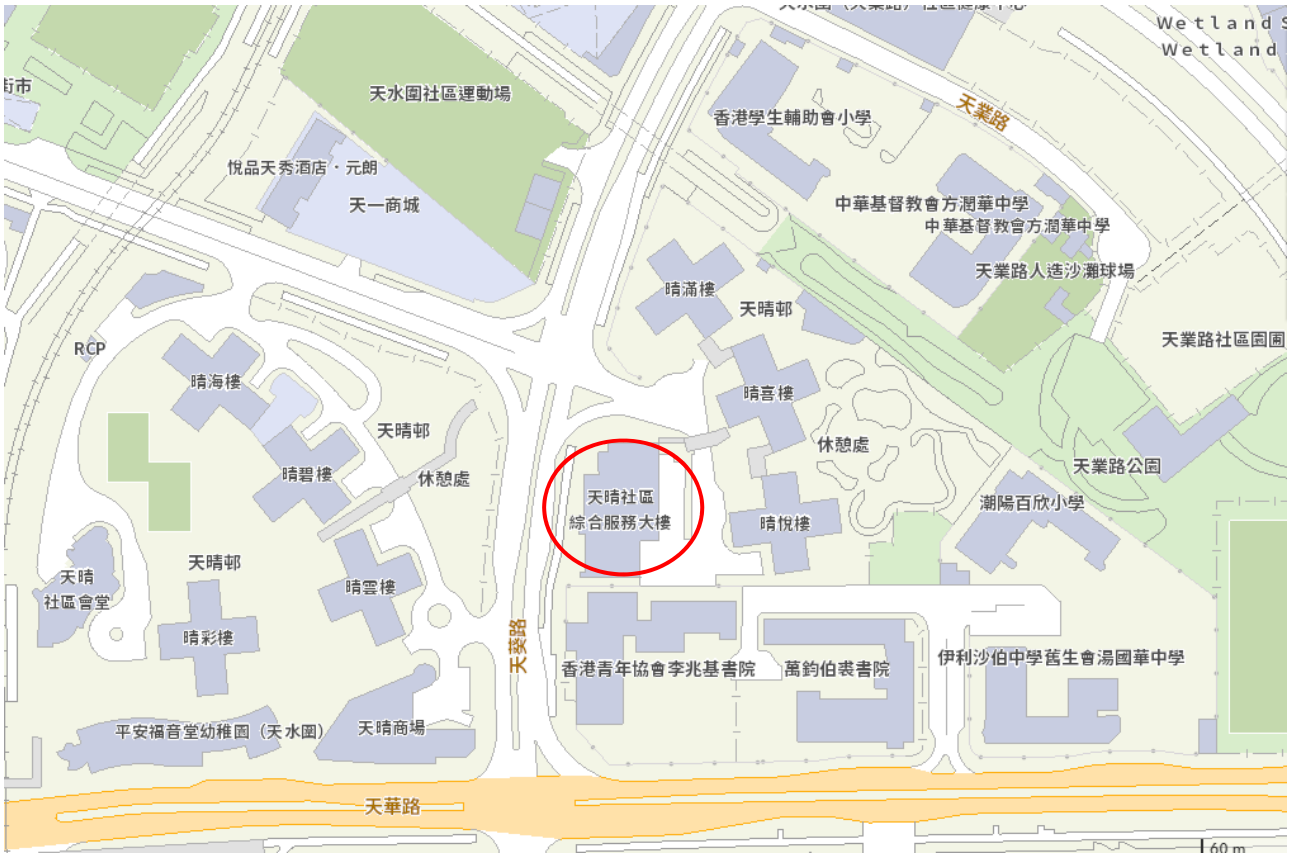 Wetland
Wetland
街市
天水圍社區運動場
天業路
香港學生輔助會小學
悅品天秀酒店·元朗
天一商城
中華基督教會方潤華中學
中華基督教會方潤華中學
天業路人造沙灘球場
晴滿樓
天晴邨
天業路社區園圃
RCP
晴海樓
晴喜樓
天晴邨
休憩處
晴碧樓
休憩處
天業路公園
天晴社區
綜合服務大樓
潮陽百欣小學
晴悅樓
天晴邨
天晴
社區會堂
晴雲樓
晴彩樓
天葵路
香港青年協會李兆基書院
萬鈞伯裘書院
伊利沙伯中學舊生會湯國華中學
平安福音堂幼稚園（天水圍）
天晴商場
天華路
60 m